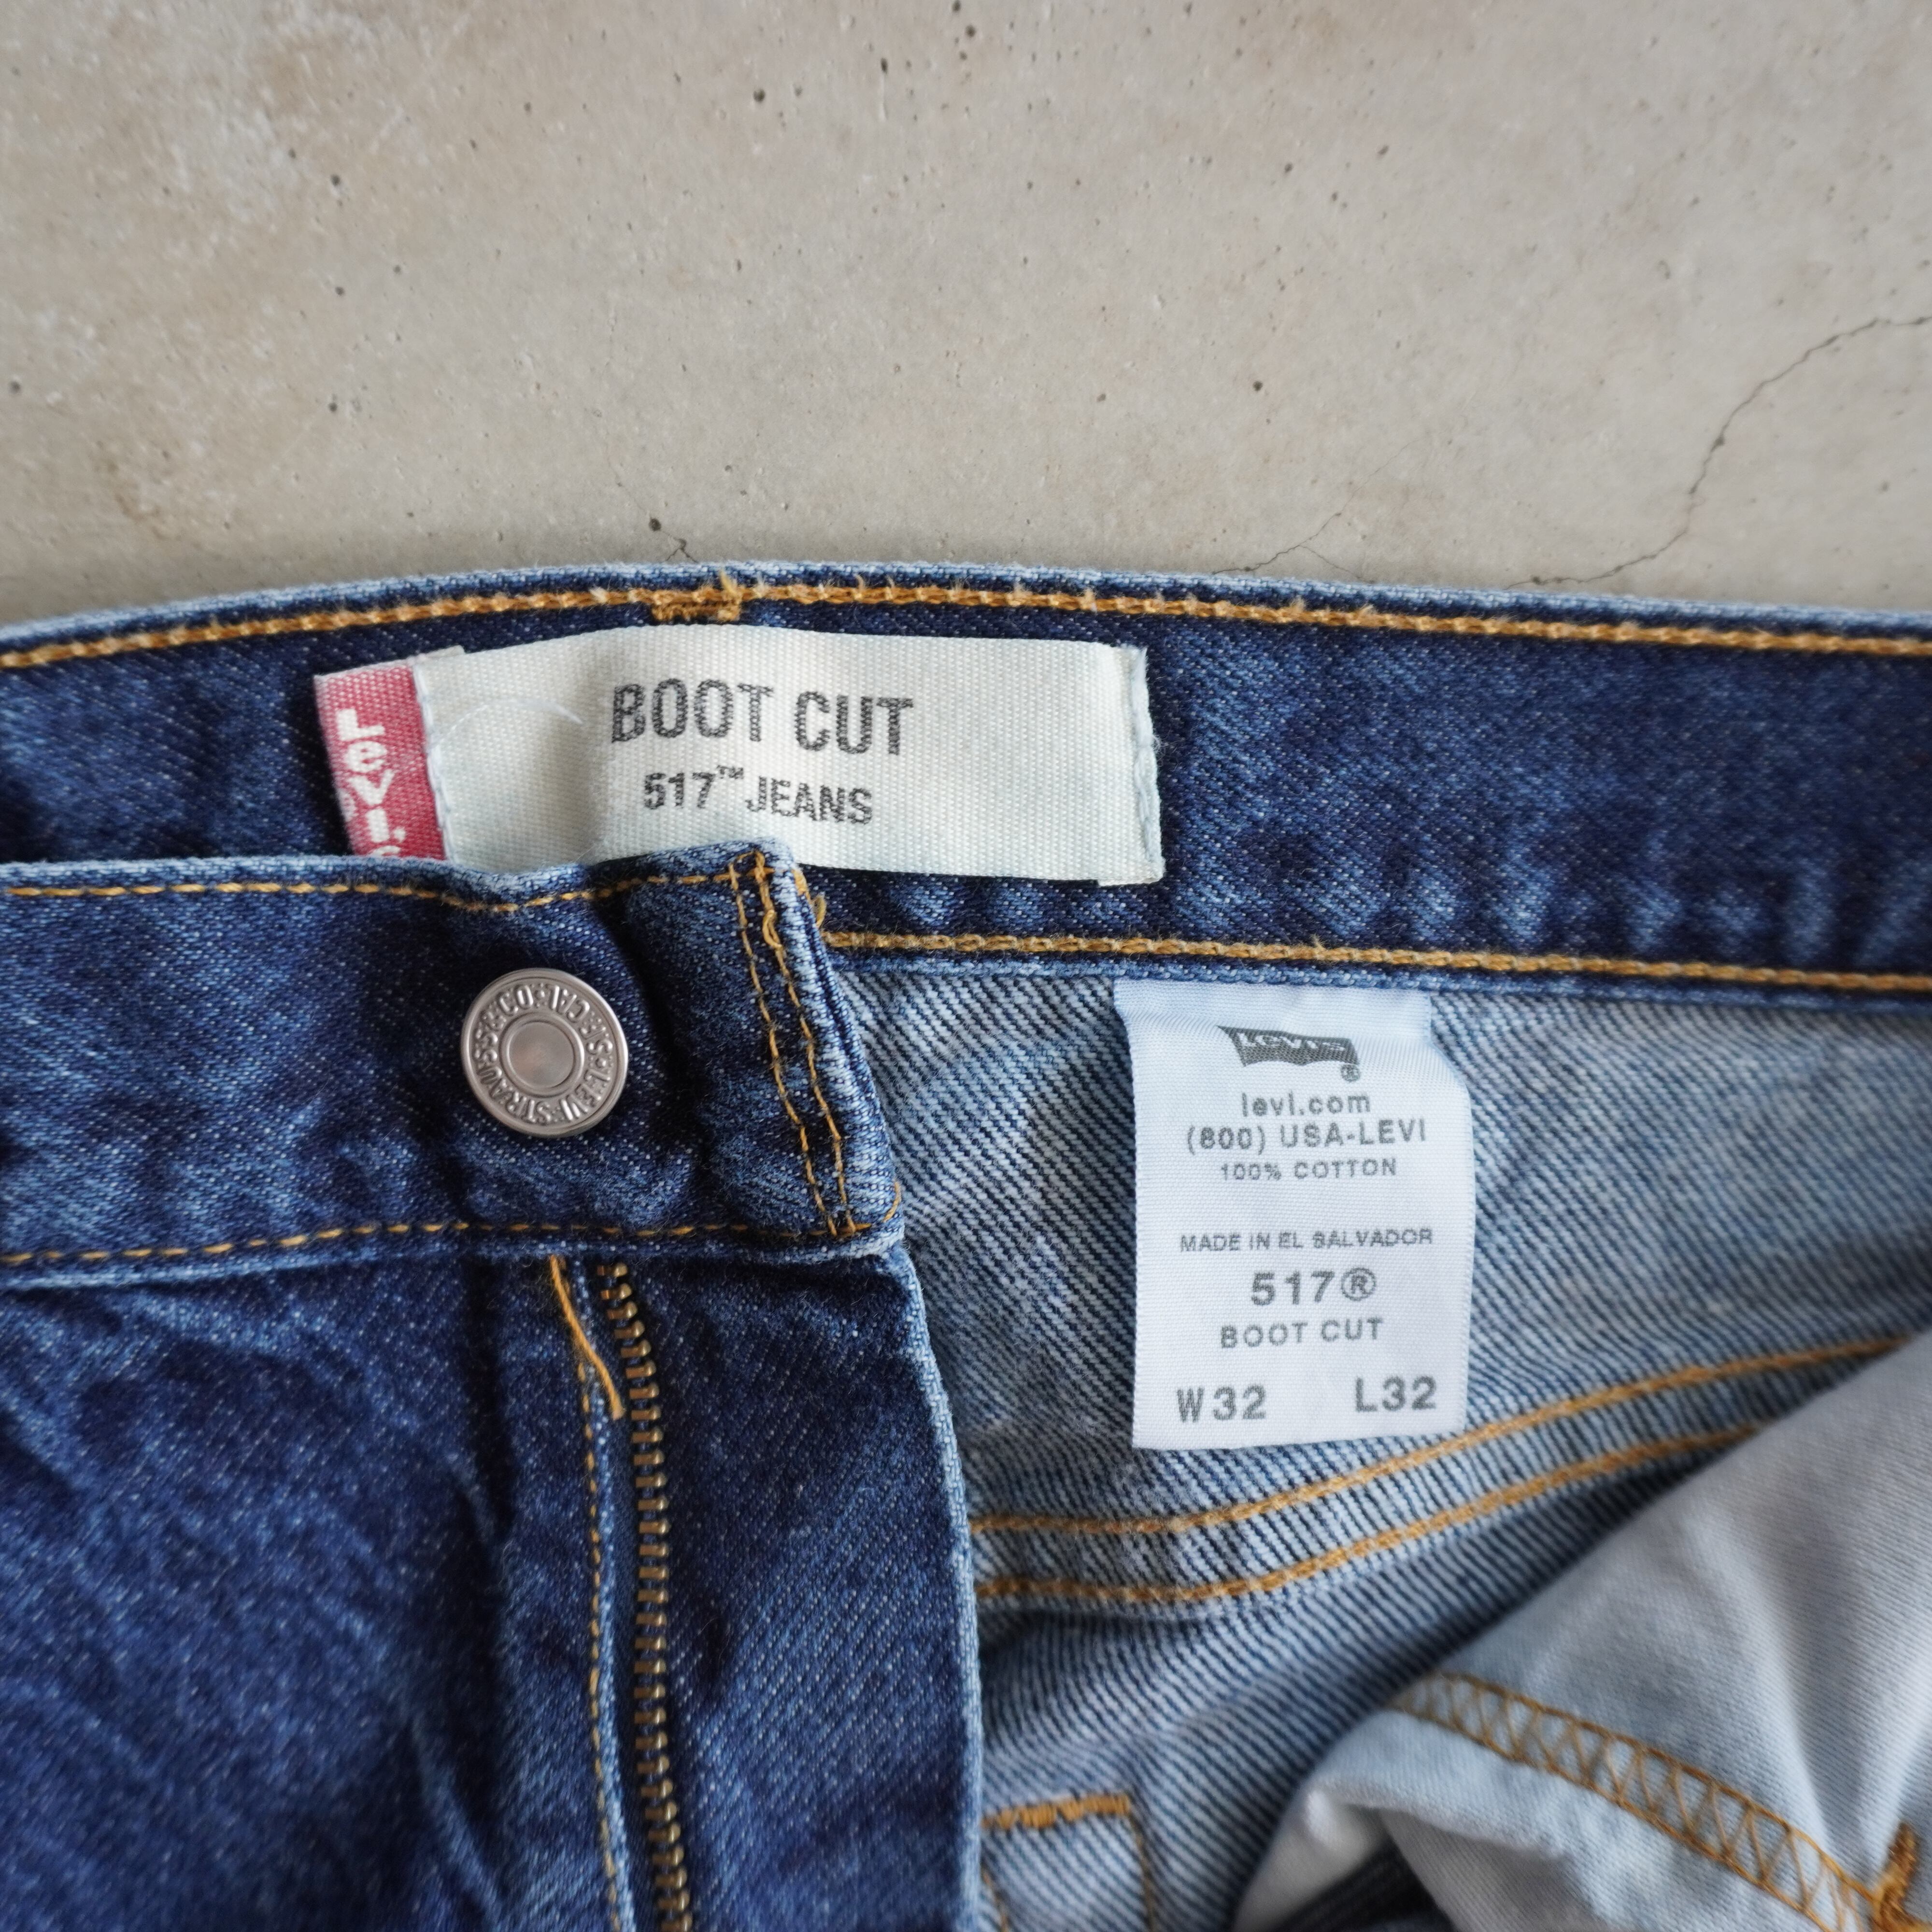 Levi's
BOOT CUT
517™ JEANS
LEVI STRAUSS & CO
S.F. CAL
LEVI'S
®
levi.com
(800) USA-LEVI
100% COTTON
MADE IN EL SALVADOR
517®
BOOT CUT
W32 L32